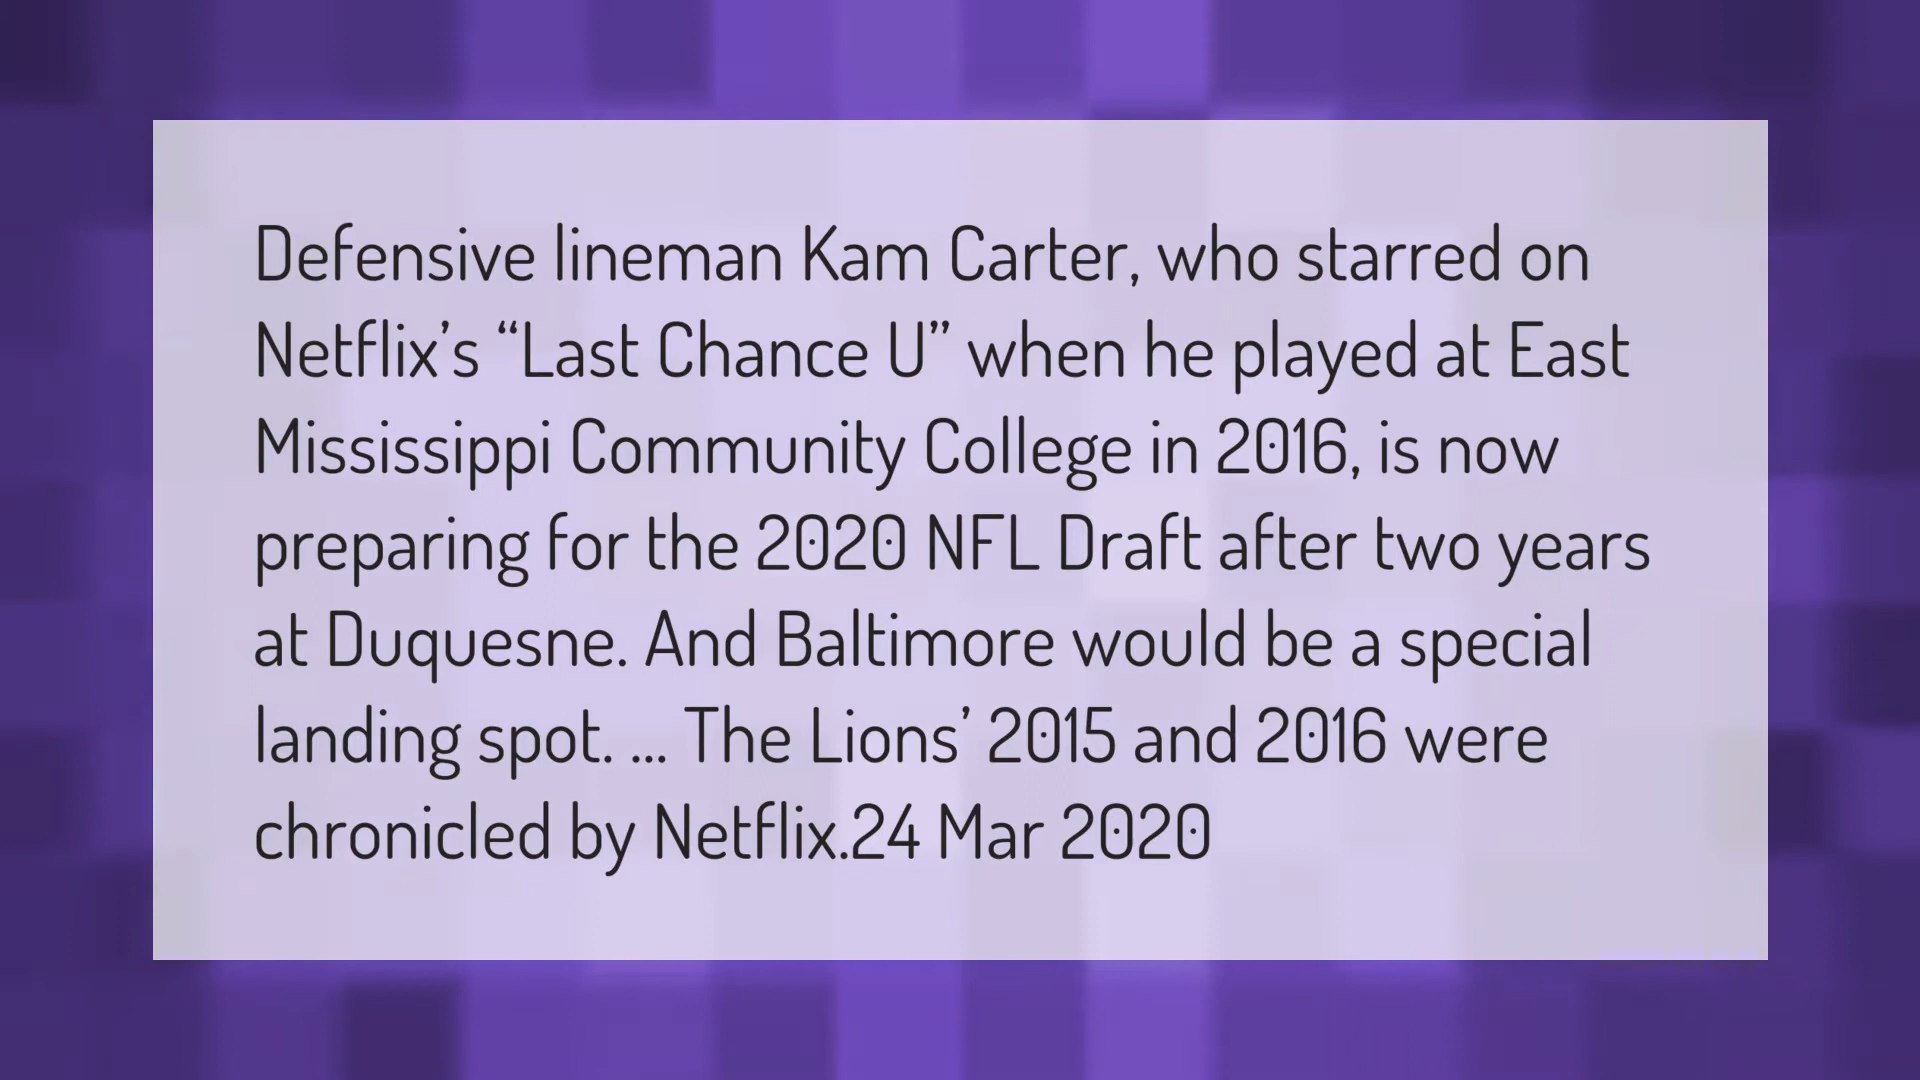 Defensive lineman Kam Carter, who starred on
Netflix’s “Last Chance U” when he played at East
Mississippi Community College in 2016, is now
preparing for the 2020 NFL Draft after two years
at Duquesne. And Baltimore would be a special
landing spot. ... The Lions’ 2015 and 2016 were
chronicled by Netflix.24 Mar 2020